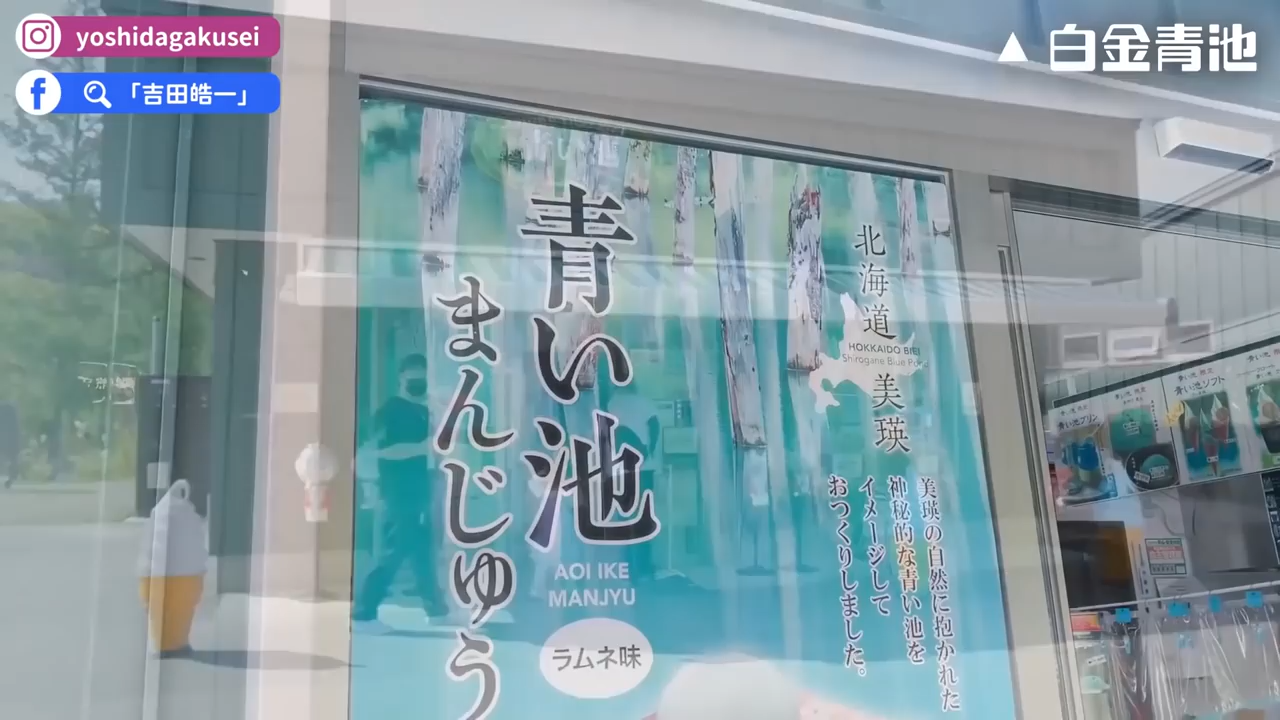 yoshidagakusei
「吉田皓一」
▲白金青池
青い池
まんじゅう
AOI IKE
MANJYU
ラムネ味
北海道
HOKKAIDO BIEI
Shirogane Blue Pond
美瑛
美瑛の自然に抱かれた
神秘的な青い池を
イメージして
おつくりしました。
青い池プリン
青い池ソフト